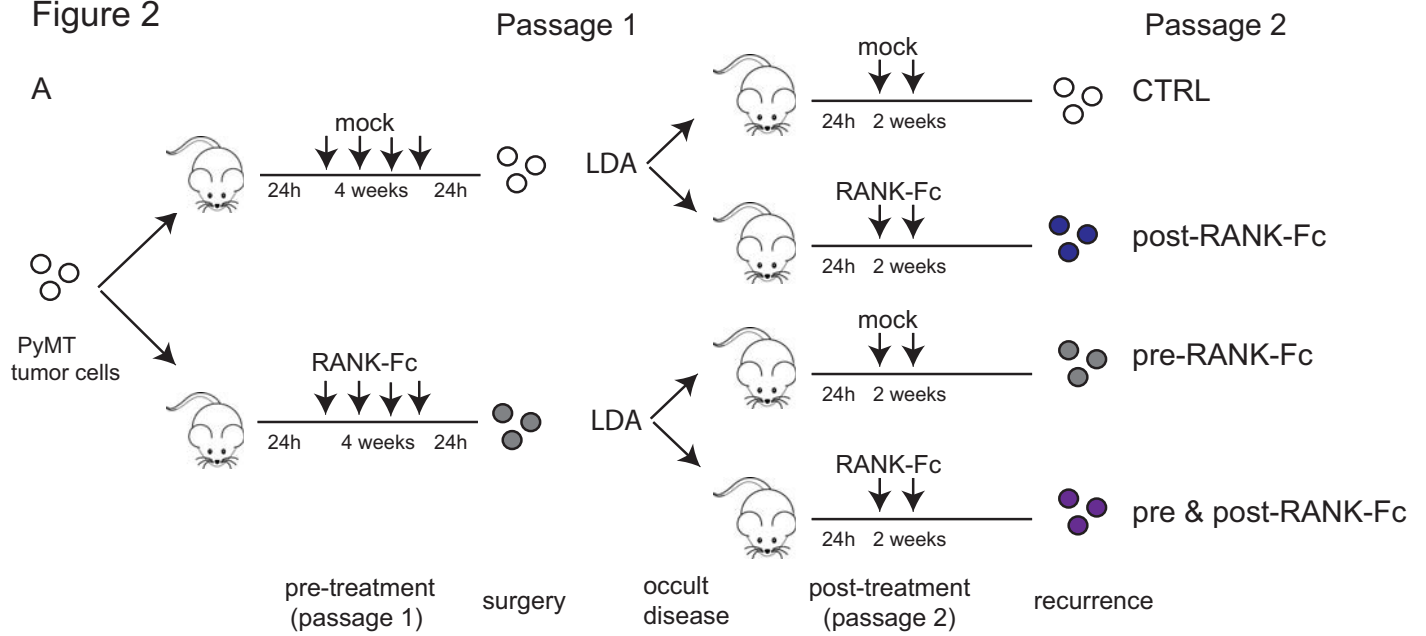 Figure 2
Passage 1
Passage 2
A
mock
24h 4 weeks 24h
LDA
mock
24h 2 weeks
CTRL
RANK-Fc
24h 2 weeks
post-RANK-Fc
PyMT
tumor cells
RANK-Fc
24h 4 weeks 24h
LDA
mock
24h 2 weeks
pre-RANK-Fc
RANK-Fc
24h 2 weeks
pre & post-RANK-Fc
pre-treatment
(passage 1)
surgery
occult
disease
post-treatment
(passage 2)
recurrence